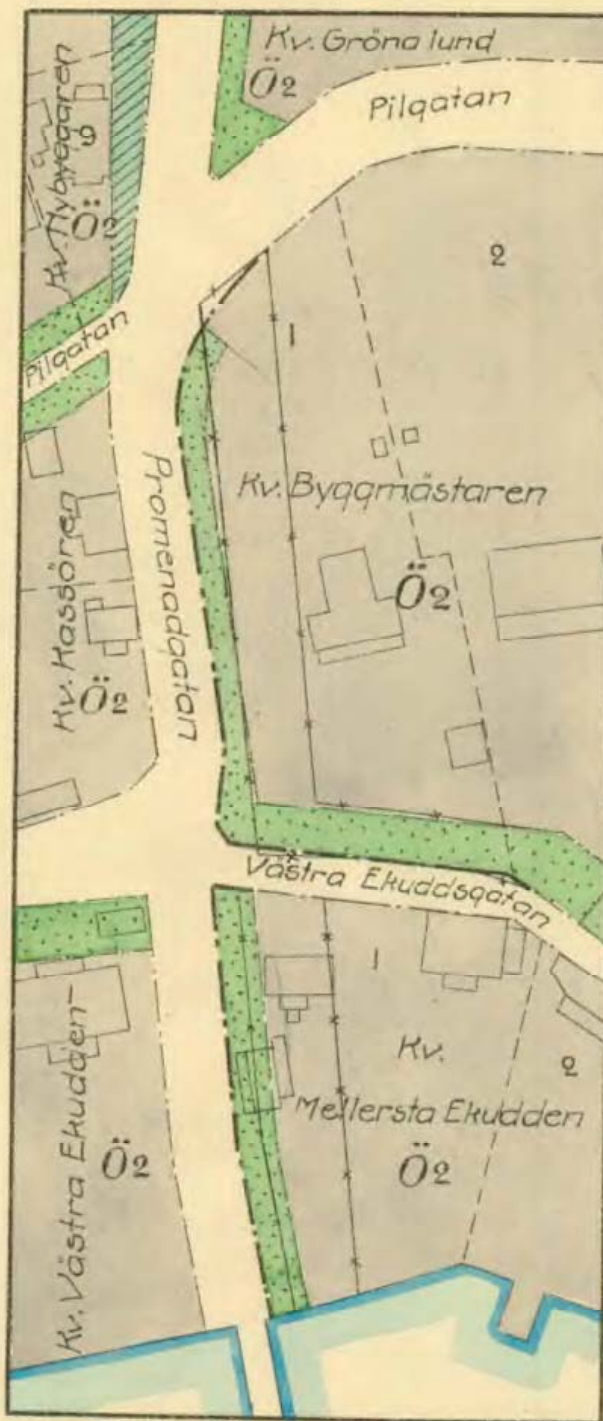 Kv. Gröna lund
Ö2
Pilgatan
Kv. Nybyggaren
9
Ö2
2
Pilgatan
1
Promenadgatan
Kv. Byggmästaren
Ö2
Kv. Kassören
Ö2
Västra Ekuddsgatan
1
Kv.
2
Mellersta Ekudden
Ö2
Kv. Västra Ekudden
Ö2